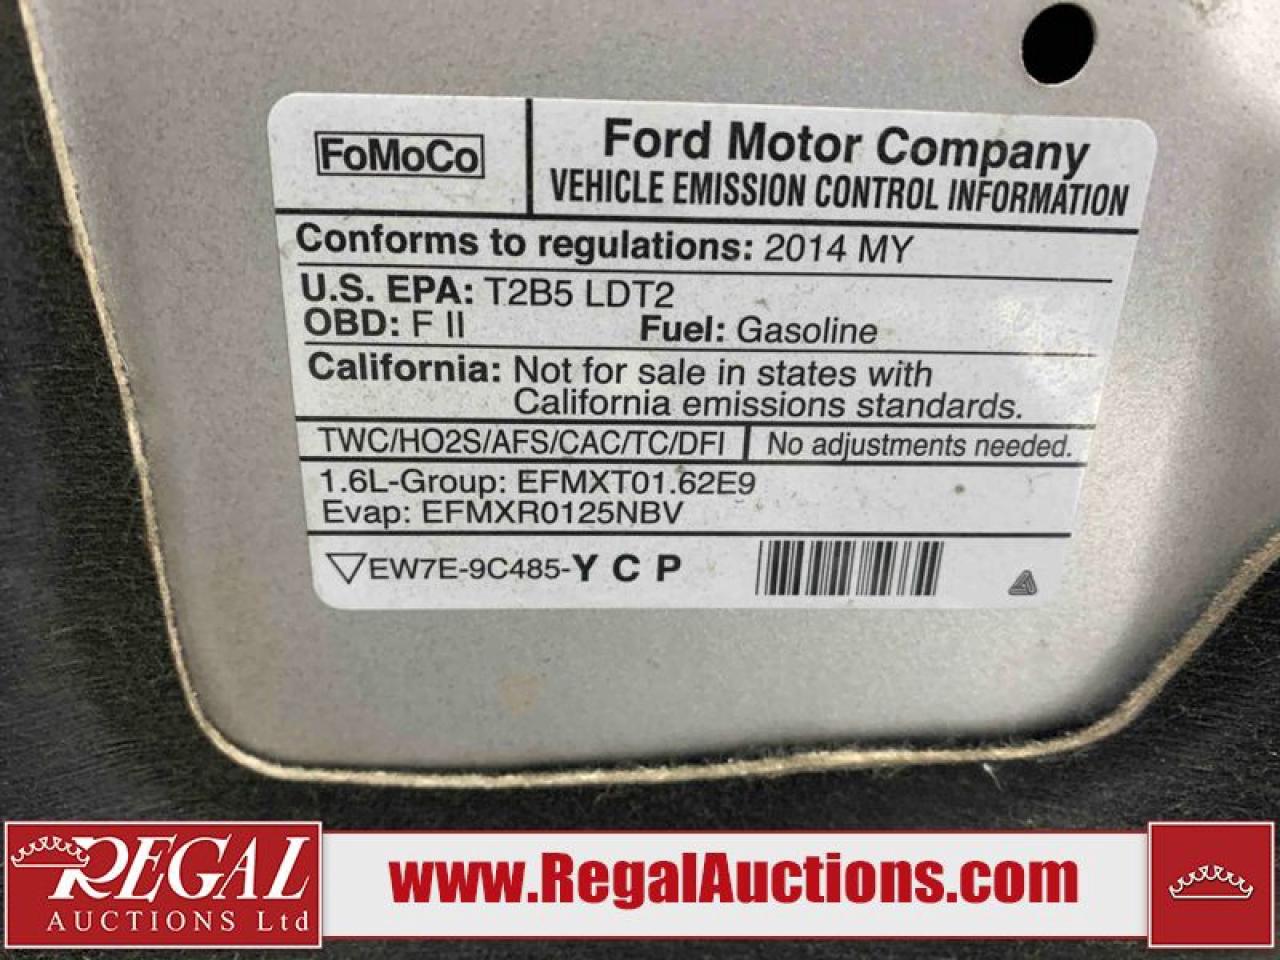 FoMoCo
Ford Motor Company
VEHICLE EMISSION CONTROL INFORMATION
Conforms to regulations: 2014 MY
U.S. EPA: T2B5 LDT2
OBD: F II Fuel: Gasoline
California: Not for sale in states with
California emissions standards.
TWC/HO2S/AFS/CAC/TC/DFI No adjustments needed.
1.6L-Group: EFMXT01.62E9
Evap: EFMXR0125NBV
EW7E-9C485-Y C P
REGAL
AUCTIONS Ltd
www.RegalAuctions.com